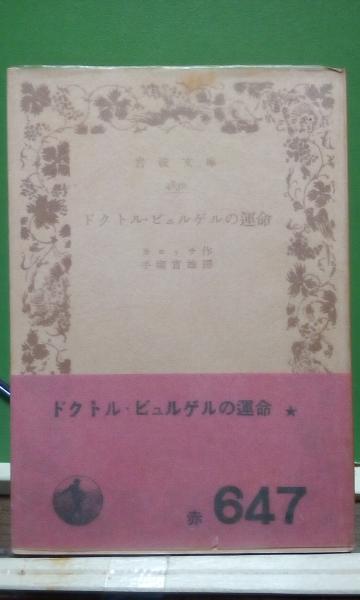 岩波文庫
4850
ドクトル・ビュルゲルの運命
カロッサ作
手塚富雄譯
ドクトル・ビュルゲルの運命 ★
赤 647